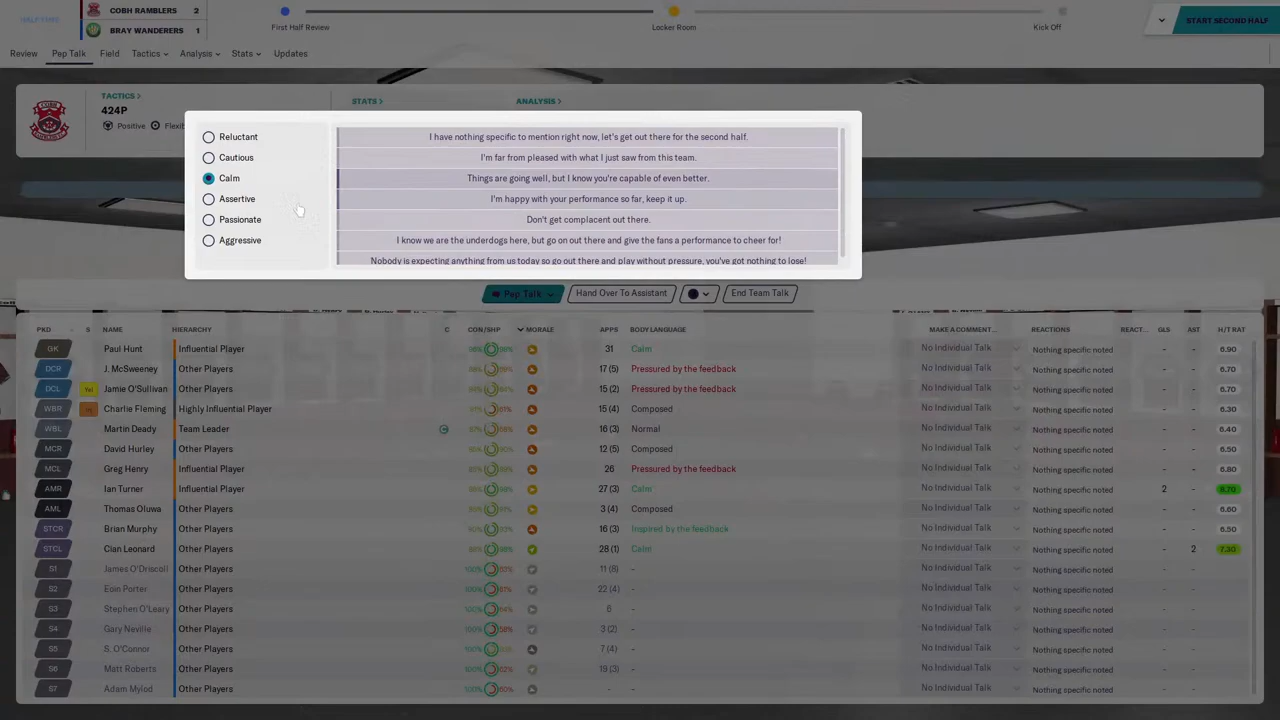 HALF TIME
COBH RAMBLERS 2
BRAY WANDERERS 1
First Half Review
Locker Room
Kick Off
START SECOND HALF
Review Pep Talk Field Tactics Analysis Stats Updates
TACTICS >
424P
Positive Flexi
STATS >
ANALYSIS >
Reluctant
Cautious
Calm
Assertive
Passionate
Aggressive
I have nothing specific to mention right now, let's get out there for the second half.
I'm far from pleased with what I just saw from this team.
Things are going well, but I know you're capable of even better.
I'm happy with your performance so far, keep it up.
Don't get complacent out there.
I know we are the underdogs here, but go on out there and give the fans a performance to cheer for!
Nobody is expecting anything from us today so go out there and play without pressure, you've got nothing to lose!
Pep Talk Hand Over To Assistant End Team Talk
PKD S NAME HIERARCHY C CON/SHP MORALE APPS BODY LANGUAGE MAKE A COMMENT... REACTIONS REACT... GLS AST H/T RAT
GK Paul Hunt Influential Player 31 Calm No Individual Talk Nothing specific noted - - 6.90
DCR J. McSweeney Other Players 17 (5) Pressured by the feedback No Individual Talk Nothing specific noted - - 6.70
DCL Yel Jamie O'Sullivan Other Players 15 (2) Pressured by the feedback No Individual Talk Nothing specific noted - - 6.70
WBR Inj Charlie Fleming Highly Influential Player 15 (4) Composed No Individual Talk Nothing specific noted - - 6.30
WBL Martin Deady Team Leader C 16 (3) Normal No Individual Talk Nothing specific noted - - 6.40
MCR David Hurley Other Players 12 (5) Composed No Individual Talk Nothing specific noted - - 6.50
MCL Greg Henry Influential Player 26 Pressured by the feedback No Individual Talk Nothing specific noted - - 6.80
AMR Ian Turner Influential Player 27 (3) Calm No Individual Talk Nothing specific noted 2 - 8.70
AML Thomas Oluwa Other Players 3 (4) Composed No Individual Talk Nothing specific noted - - 6.60
STCR Brian Murphy Other Players 16 (3) Inspired by the feedback No Individual Talk Nothing specific noted - - 6.90
STCL Cian Leonard Other Players 28 (1) Calm No Individual Talk Nothing specific noted - 2 7.30
S1 James O'Driscoll Other Players 100% 11 (8) - No Individual Talk Nothing specific noted - -
S2 Eoin Porter Other Players 100% 81% 22 (4) - No Individual Talk Nothing specific noted - -
S3 Stephen O'Leary Other Players 100% 64% 6 - No Individual Talk Nothing specific noted - -
S4 Gary Neville Other Players 100% 58% 3 (2) - No Individual Talk Nothing specific noted - -
S5 S. O'Connor Other Players 100% 7 (4) - No Individual Talk Nothing specific noted - -
S6 Matt Roberts Other Players 100% 62% 19 (3) - No Individual Talk Nothing specific noted - -
S7 Adam Mylod Other Players 100% 60% - - No Individual Talk Nothing specific noted - -